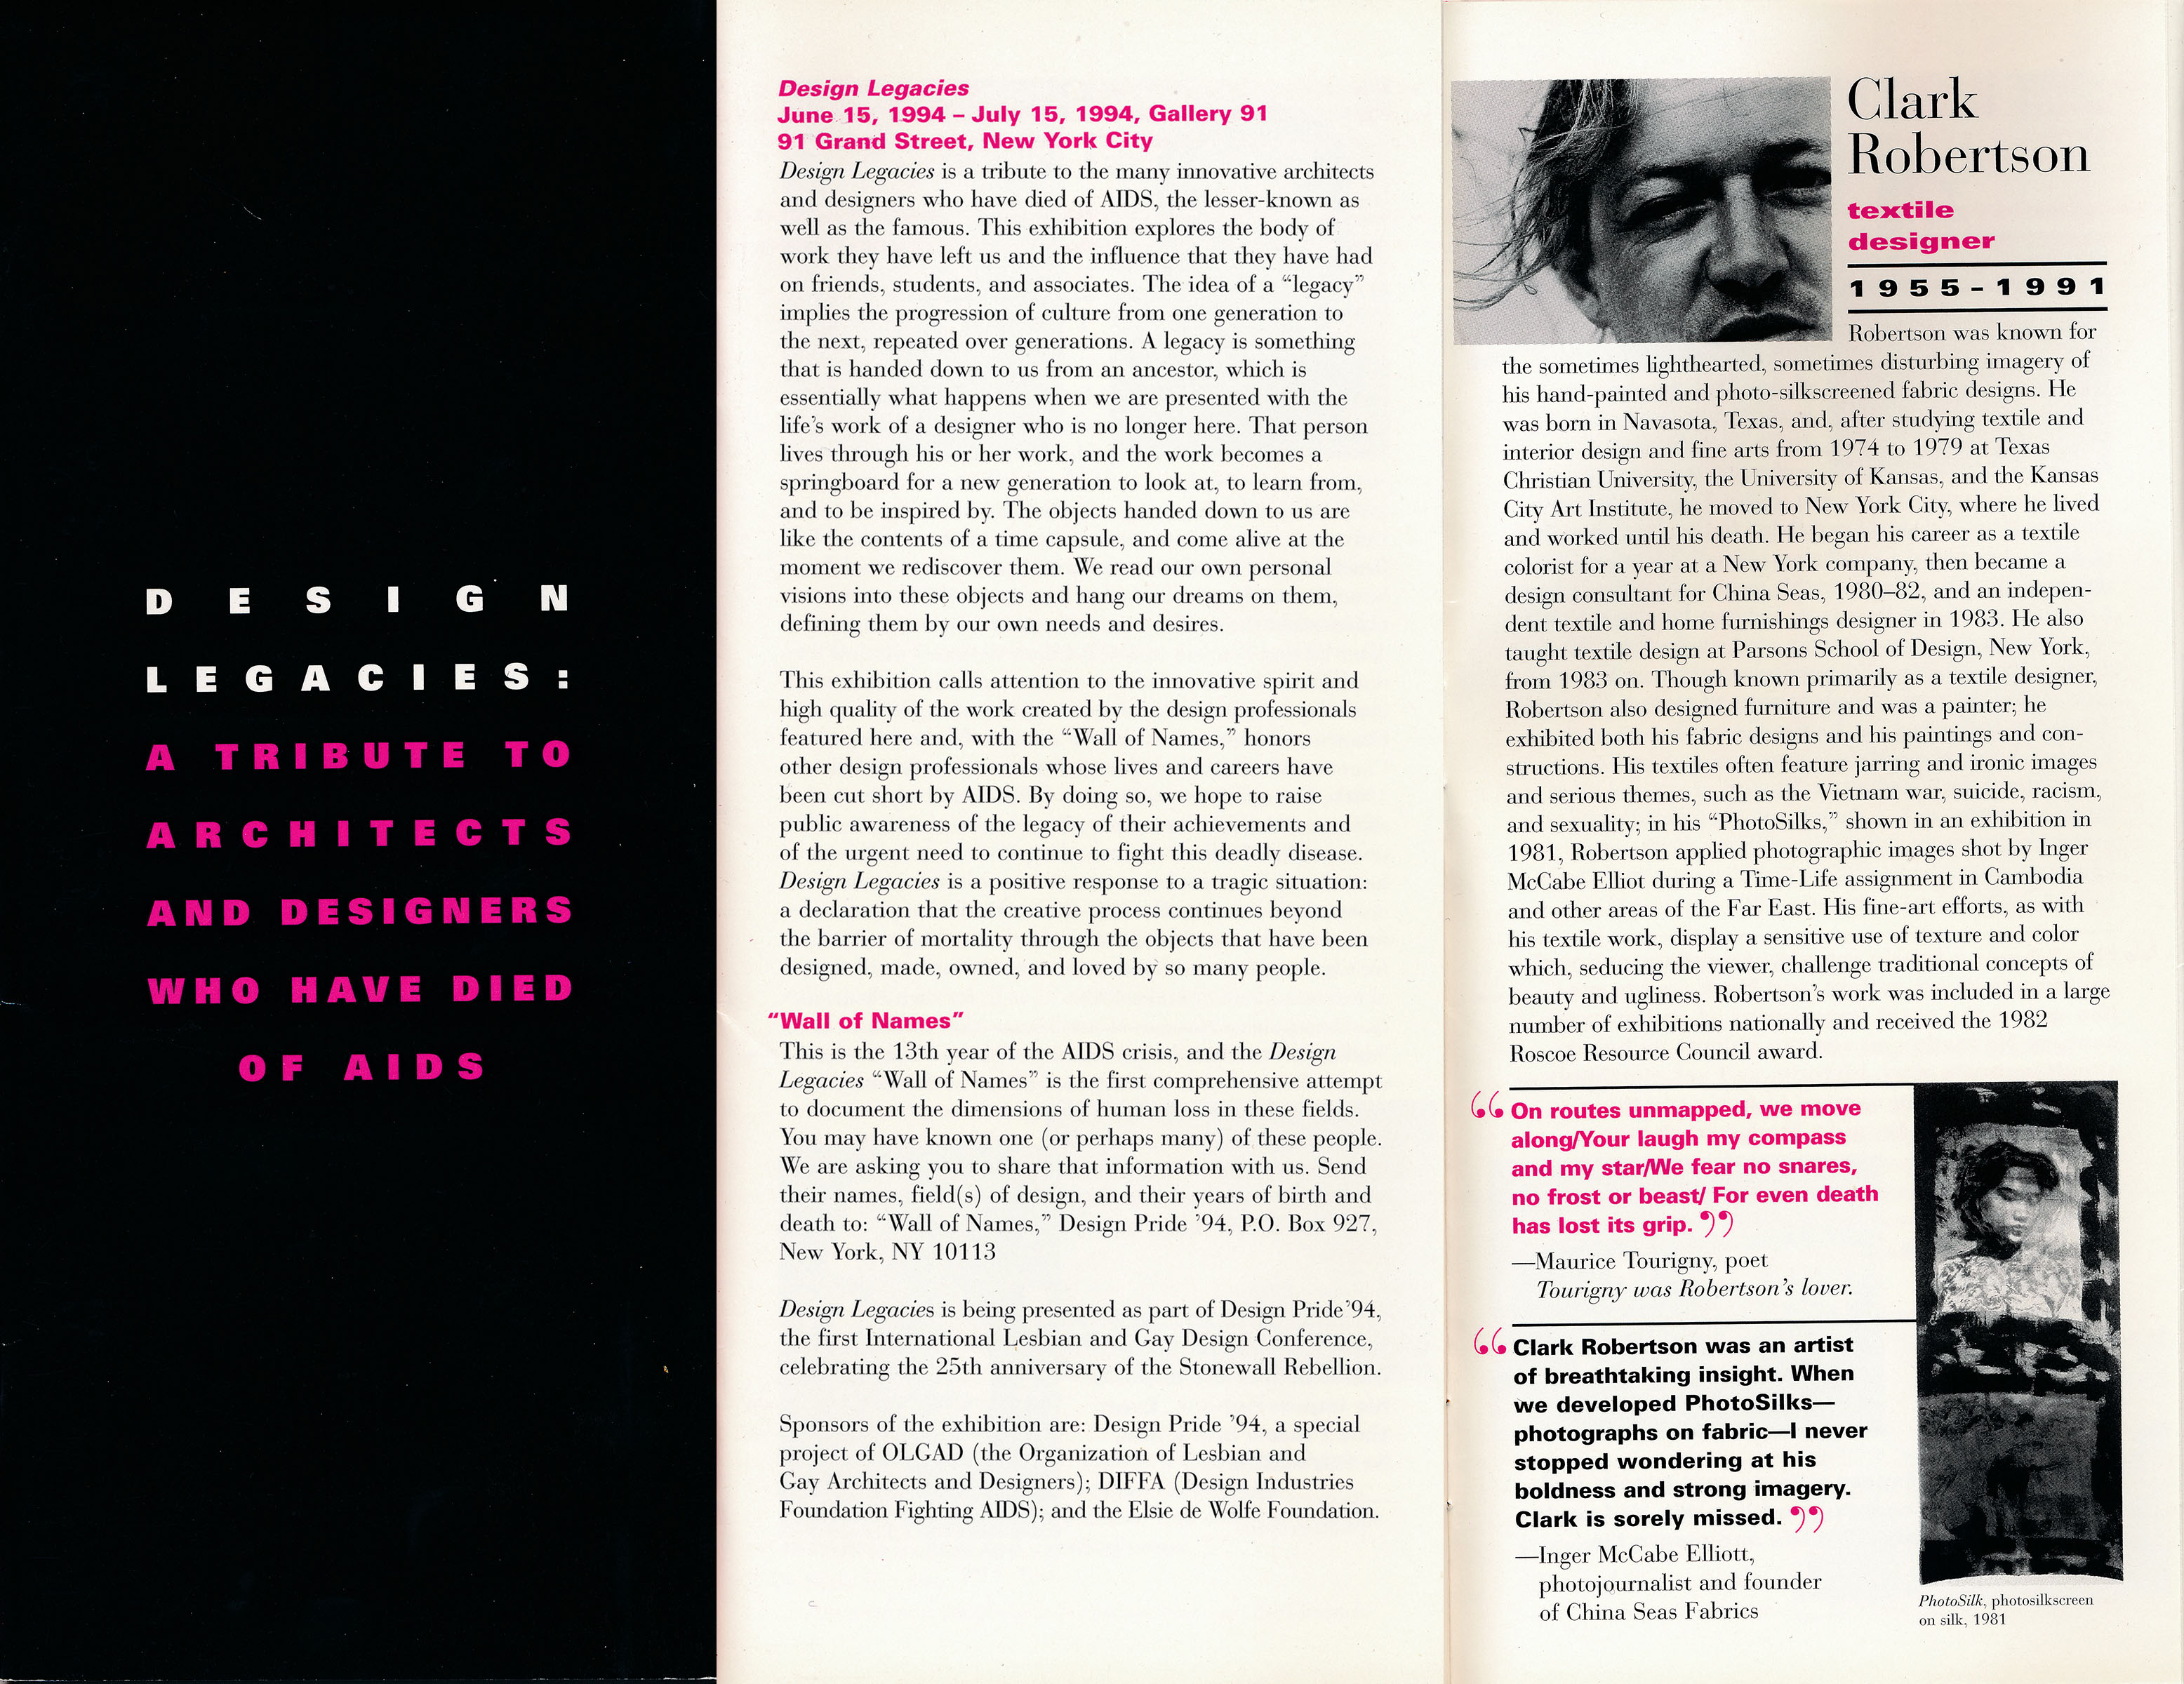 DESIGN
LEGACIES:
A TRIBUTE TO
ARCHITECTS
AND DESIGNERS
WHO HAVE DIED
OF AIDS
Design Legacies
June 15, 1994 – July 15, 1994, Gallery 91
91 Grand Street, New York City
Design Legacies is a tribute to the many innovative architects
and designers who have died of AIDS, the lesser-known as
well as the famous. This exhibition explores the body of
work they have left us and the influence that they have had
on friends, students, and associates. The idea of a “legacy”
implies the progression of culture from one generation to
the next, repeated over generations. A legacy is something
that is handed down to us from an ancestor, which is
essentially what happens when we are presented with the
life’s work of a designer who is no longer here. That person
lives through his or her work, and the work becomes a
springboard for a new generation to look at, to learn from,
and to be inspired by. The objects handed down to us are
like the contents of a time capsule, and come alive at the
moment we rediscover them. We read our own personal
visions into these objects and hang our dreams on them,
defining them by our own needs and desires.
This exhibition calls attention to the innovative spirit and
high quality of the work created by the design professionals
featured here and, with the “Wall of Names,” honors
other design professionals whose lives and careers have
been cut short by AIDS. By doing so, we hope to raise
public awareness of the legacy of their achievements and
of the urgent need to continue to fight this deadly disease.
Design Legacies is a positive response to a tragic situation:
a declaration that the creative process continues beyond
the barrier of mortality through the objects that have been
designed, made, owned, and loved by so many people.
“Wall of Names”
This is the 13th year of the AIDS crisis, and the Design
Legacies “Wall of Names” is the first comprehensive attempt
to document the dimensions of human loss in these fields.
You may have known one (or perhaps many) of these people.
We are asking you to share that information with us. Send
their names, field(s) of design, and their years of birth and
death to: “Wall of Names,” Design Pride ’94, P.O. Box 927,
New York, NY 10113
Design Legacies is being presented as part of Design Pride’94,
the first International Lesbian and Gay Design Conference,
celebrating the 25th anniversary of the Stonewall Rebellion.
Sponsors of the exhibition are: Design Pride ’94, a special
project of OLGAD (the Organization of Lesbian and
Gay Architects and Designers); DIFFA (Design Industries
Foundation Fighting AIDS); and the Elsie de Wolfe Foundation.
Clark
Robertson
textile
designer
1955-1991
Robertson was known for
the sometimes lighthearted, sometimes disturbing imagery of
his hand-painted and photo-silkscreened fabric designs. He
was born in Navasota, Texas, and, after studying textile and
interior design and fine arts from 1974 to 1979 at Texas
Christian University, the University of Kansas, and the Kansas
City Art Institute, he moved to New York City, where he lived
and worked until his death. He began his career as a textile
colorist for a year at a New York company, then became a
design consultant for China Seas, 1980–82, and an indepen-
dent textile and home furnishings designer in 1983. He also
taught textile design at Parsons School of Design, New York,
from 1983 on. Though known primarily as a textile designer,
Robertson also designed furniture and was a painter; he
exhibited both his fabric designs and his paintings and con-
structions. His textiles often feature jarring and ironic images
and serious themes, such as the Vietnam war, suicide, racism,
and sexuality; in his “PhotoSilks,” shown in an exhibition in
1981, Robertson applied photographic images shot by Inger
McCabe Elliot during a Time-Life assignment in Cambodia
and other areas of the Far East. His fine-art efforts, as with
his textile work, display a sensitive use of texture and color
which, seducing the viewer, challenge traditional concepts of
beauty and ugliness. Robertson’s work was included in a large
number of exhibitions nationally and received the 1982
Roscoe Resource Council award.
“On routes unmapped, we move
along/Your laugh my compass
and my star/We fear no snares,
no frost or beast/ For even death
has lost its grip.”
—Maurice Tourigny, poet
Tourigny was Robertson’s lover.
“Clark Robertson was an artist
of breathtaking insight. When
we developed PhotoSilks—
photographs on fabric—I never
stopped wondering at his
boldness and strong imagery.
Clark is sorely missed.”
—Inger McCabe Elliott,
photojournalist and founder
of China Seas Fabrics
PhotoSilk, photosilkscreen
on silk, 1981